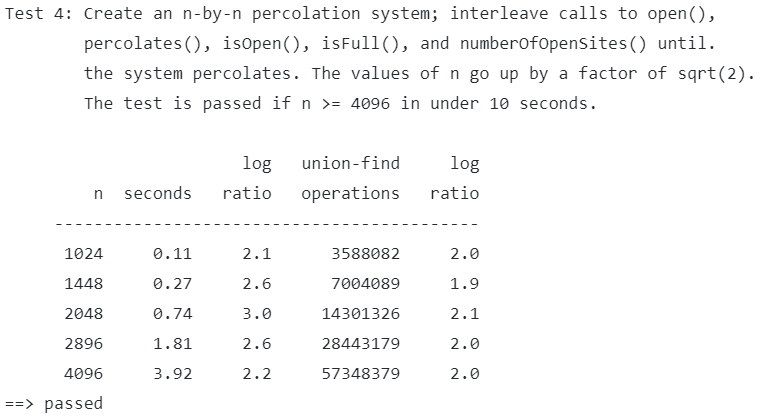 Test 4: Create an n-by-n percolation system; interleave calls to open(),
percolates(), isOpen(), isFull(), and numberOfOpenSites() until.
the system percolates. The values of n go up by a factor of sqrt(2).
The test is passed if n >= 4096 in under 10 seconds.
log union-find log
n seconds ratio operations ratio
---------------------------------------------
1024 0.11 2.1 3588082 2.0
1448 0.27 2.6 7004089 1.9
2048 0.74 3.0 14301326 2.1
2896 1.81 2.6 28443179 2.0
4096 3.92 2.2 57348379 2.0
==> passed